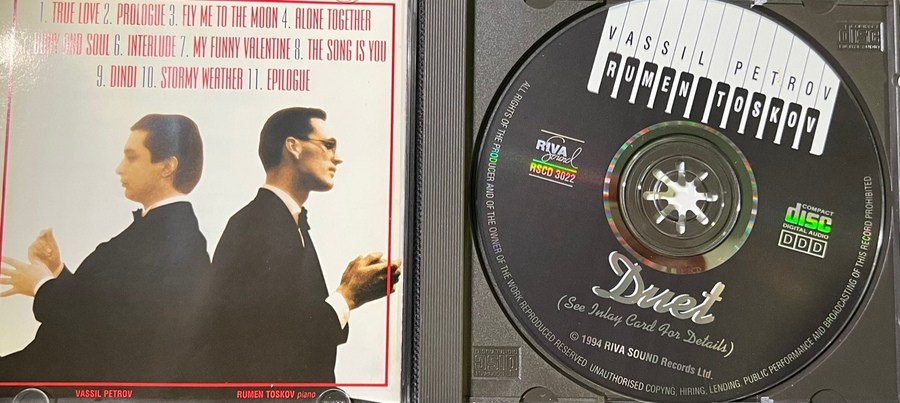 1. TRUE LOVE 2. PROLOGUE 3. FLY ME TO THE MOON 4. ALONE TOGETHER
AND SOUL 6. INTERLUDE 7. MY FUNNY VALENTINE 8. THE SONG IS YOU
9. DINDI 10. STORMY WEATHER 11. EPILOGUE
VASSIL PETROV
RUMEN TOSKOV piano
VASSIL PETROV
RUMEN TOSKOV
RIVA
Sound
RSCD 3022
COMPACT
disc
DIGITAL AUDIO
DDD
Duet
(See Inlay Card For Details)
© 1994 RIVA SOUND Records Ltd.
ALL RIGHTS OF THE PRODUCER AND OF THE OWNER OF THE WORK REPRODUCED RESERVED. UNAUTHORISED COPYNG, HIRING, LENDING, PUBLIC PERFORMANCE AND BROADCASTING OF THIS RECORD PROHIBITED.
disc